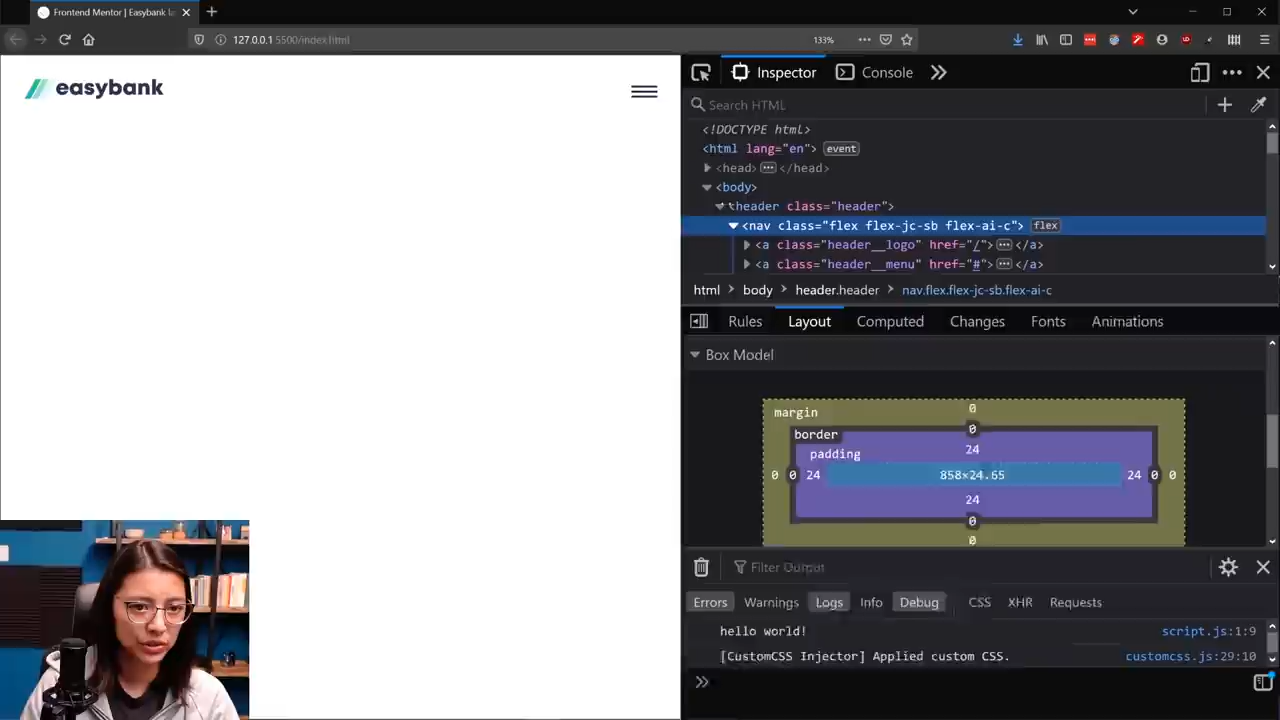 Frontend Mentor | Easybank la
127.0.0.1:5500/index.html
133%
easybank
Inspector
Console
Search HTML
<!DOCTYPE html>
<html lang="en">
event
<head> ··· </head>
<body>
<header class="header">
<nav class="flex flex-jc-sb flex-ai-c">
flex
<a class="header__logo" href="/"> ··· </a>
<a class="header__menu" href="#"> ··· </a>
html
body
header.header
nav.flex.flex-jc-sb.flex-ai-c
Rules
Layout
Computed
Changes
Fonts
Animations
Box Model
margin
0
border
0
padding
24
0 0 24
858×24.65
24 0 0
24
0
0
Filter Output
Errors
Warnings
Logs
Info
Debug
CSS
XHR
Requests
hello world!
script.js:1:9
[CustomCSS Injector] Applied custom CSS.
customcss.js:29:10